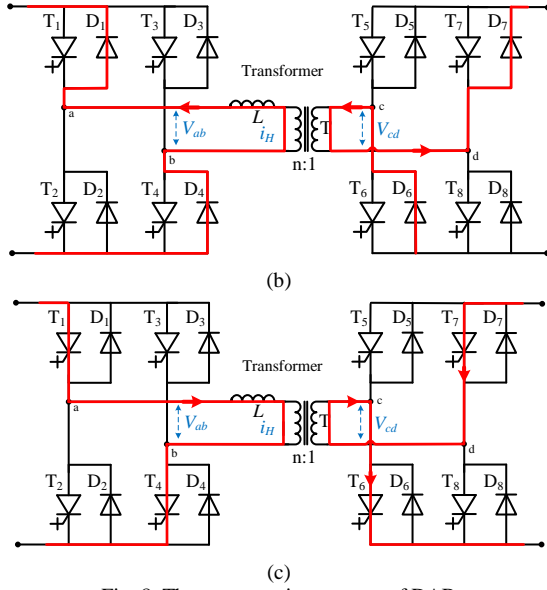 T1 D1 T3 D3 T5 D5 T7 D7
Transformer
a L T c
Vab iH Vcd
b n:1 d
T2 D2 T4 D4 T6 D6 T8 D8
(b)
T1 D1 T3 D3 T5 D5 T7 D7
Transformer
a L T c
Vab iH Vcd
b n:1 d
T2 D2 T4 D4 T6 D6 T8 D8
(c)